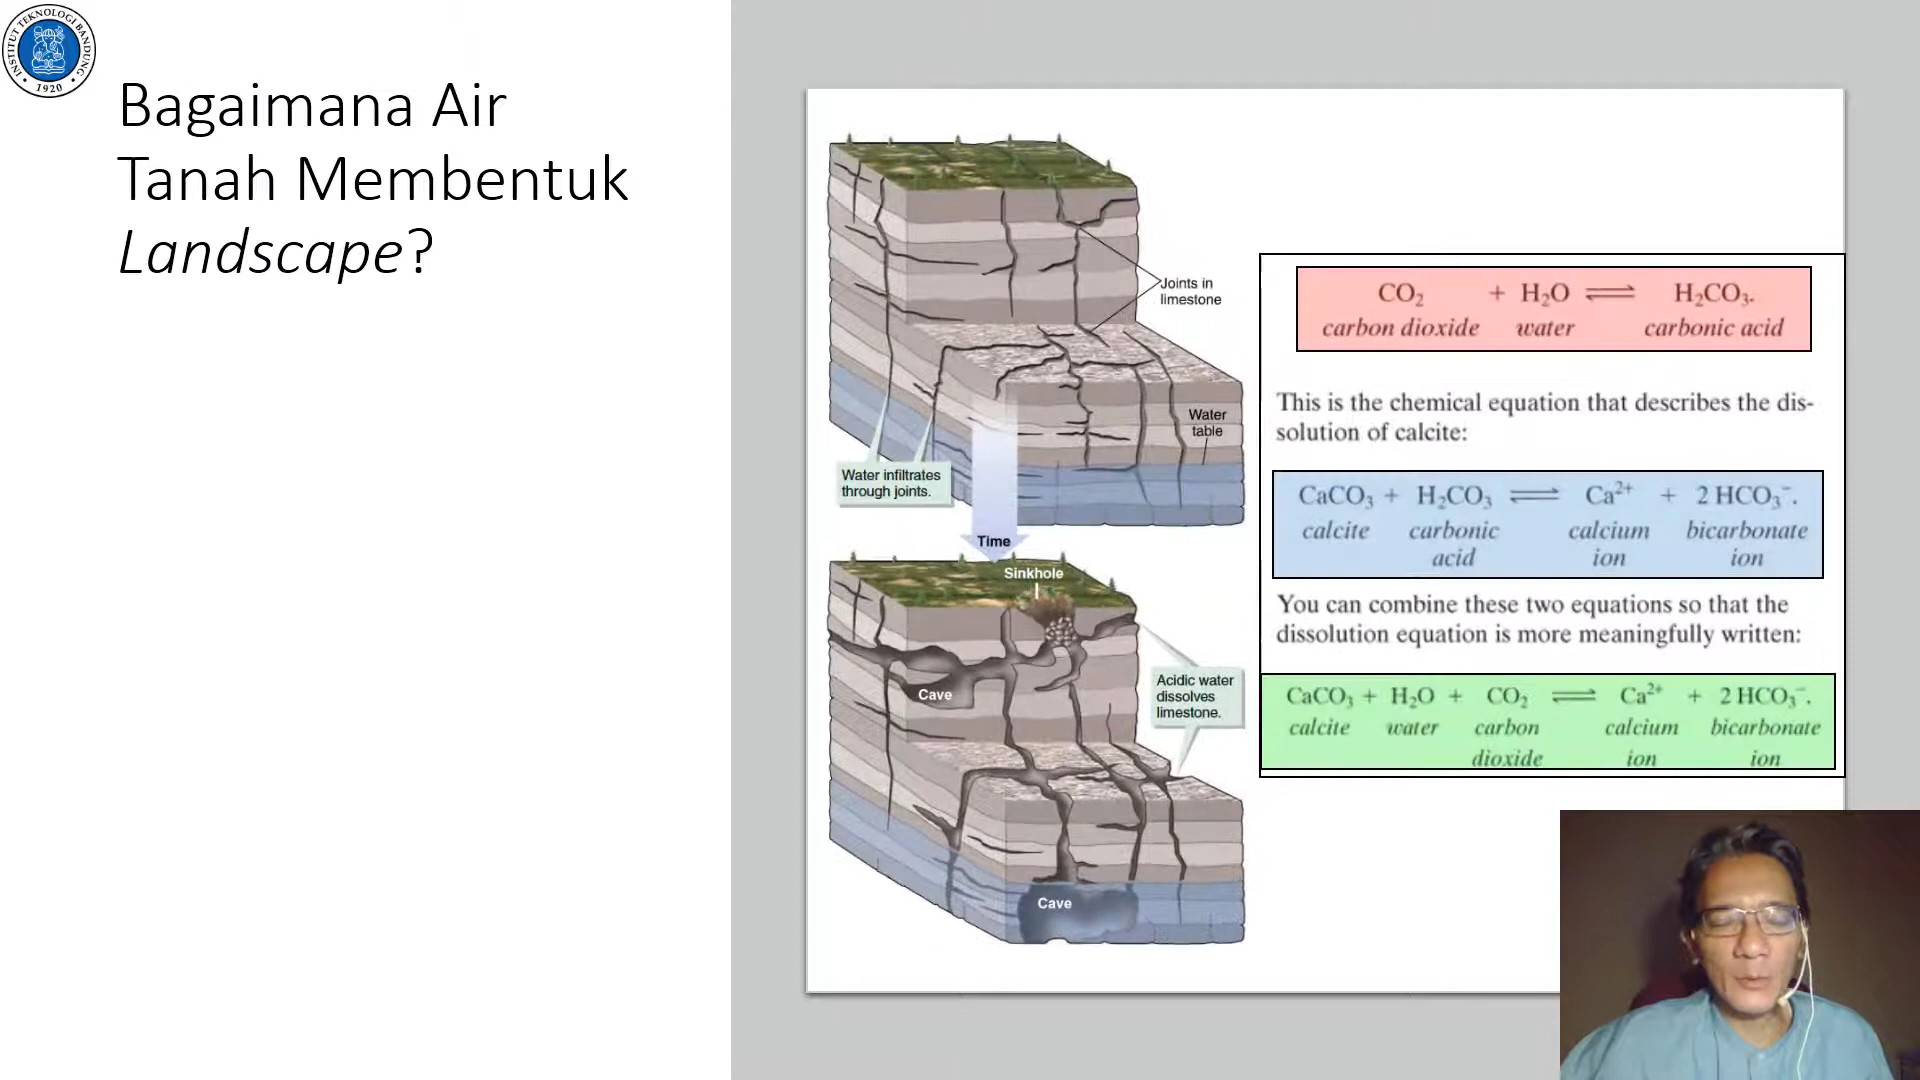 INSTITUT TEKNOLOGI BANDUNG
1920
Bagaimana Air
Tanah Membentuk
Landscape?
Joints in
limestone
Water
table
Water infiltrates
through joints.
Time
Sinkhole
Cave
Acidic water
dissolves
limestone.
Cave
CO₂ + H₂O ⇌ H₂CO₃.
carbon dioxide water carbonic acid
This is the chemical equation that describes the dis-
solution of calcite:
CaCO₃ + H₂CO₃ ⇌ Ca²⁺ + 2 HCO₃⁻.
calcite carbonic calcium bicarbonate
acid ion ion
You can combine these two equations so that the
dissolution equation is more meaningfully written:
CaCO₃ + H₂O + CO₂ ⇌ Ca²⁺ + 2 HCO₃⁻.
calcite water carbon calcium bicarbonate
dioxide ion ion